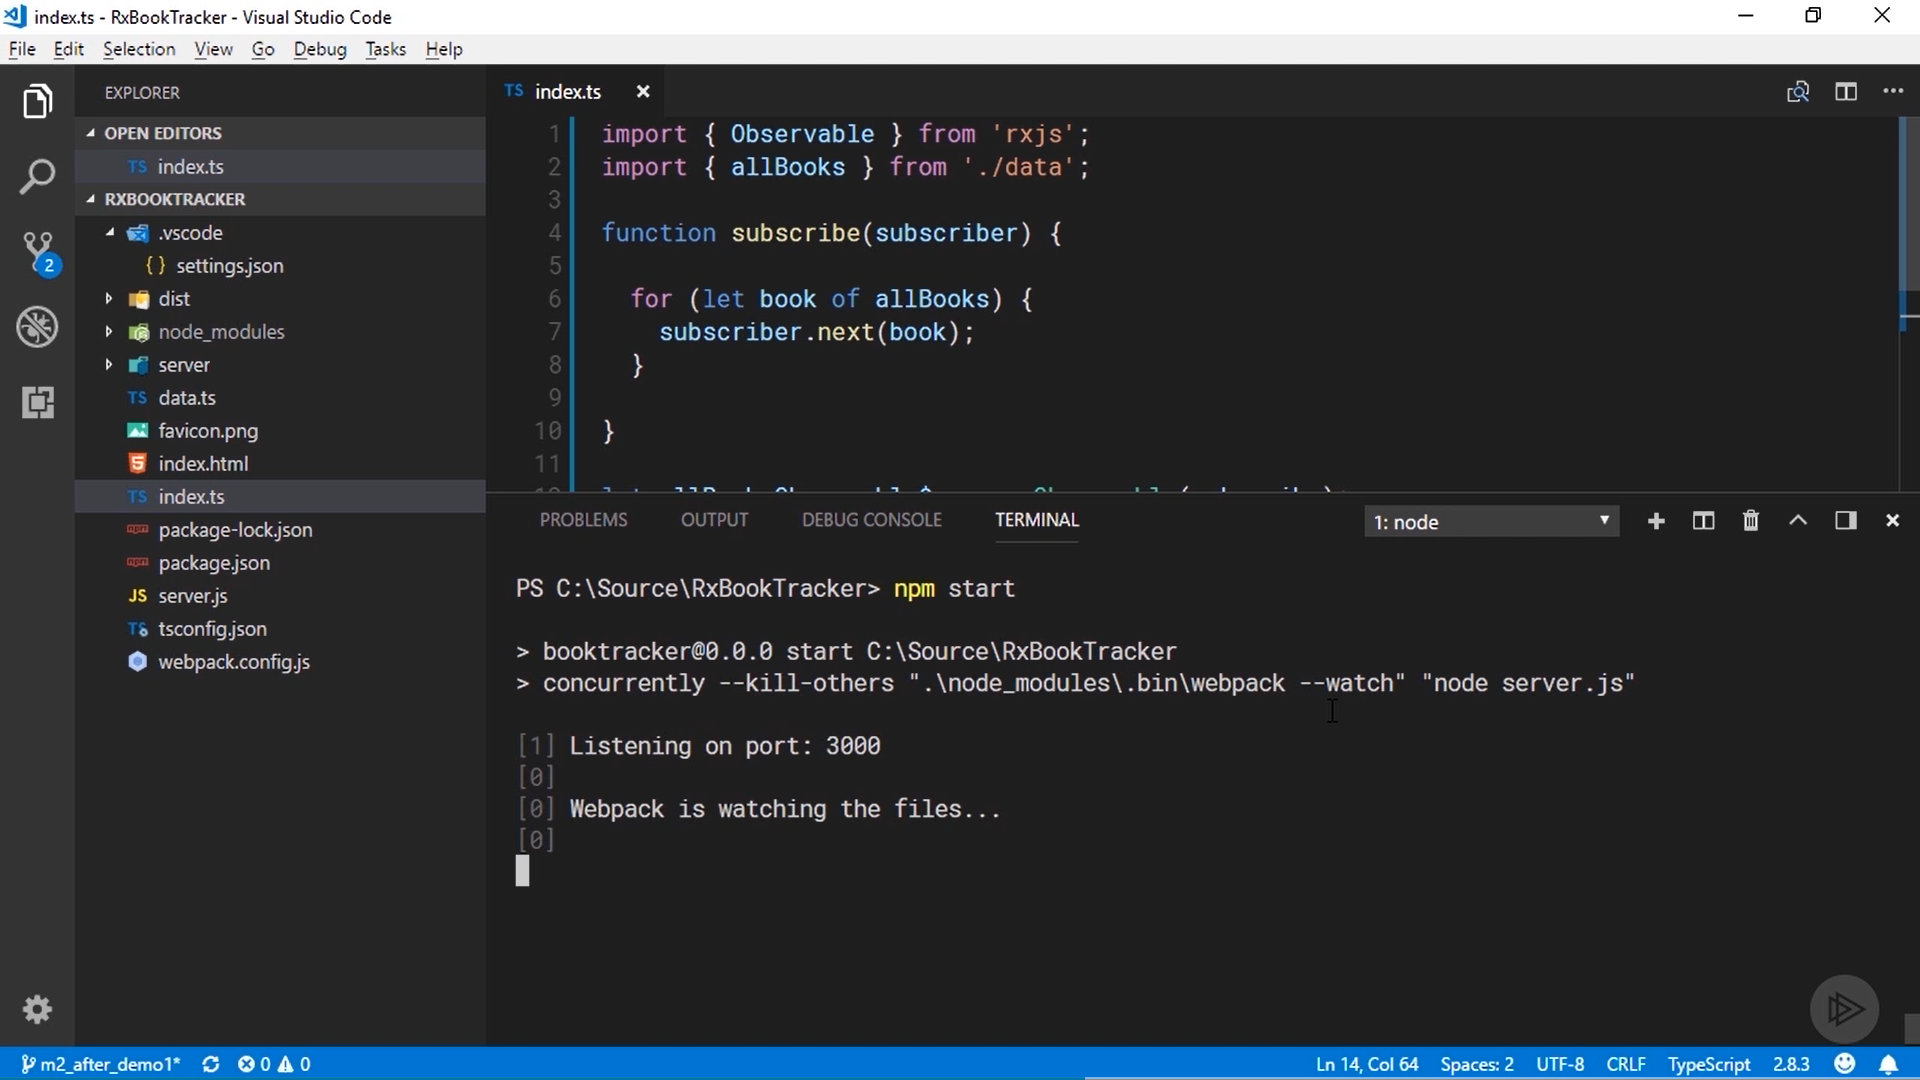 index.ts - RxBookTracker - Visual Studio Code
File Edit Selection View Go Debug Tasks Help
EXPLORER
OPEN EDITORS
TS index.ts
RXBOOKTRACKER
.vscode
{ } settings.json
dist
node_modules
server
TS data.ts
favicon.png
index.html
TS index.ts
package-lock.json
package.json
JS server.js
TS tsconfig.json
webpack.config.js
2
TS index.ts
1 import { Observable } from 'rxjs';
2 import { allBooks } from './data';
3
4 function subscribe(subscriber) {
5
6 for (let book of allBooks) {
7 subscriber.next(book);
8 }
9
10 }
11
PROBLEMS OUTPUT DEBUG CONSOLE TERMINAL 1: node
PS C:\Source\RxBookTracker> npm start
> booktracker@0.0.0 start C:\Source\RxBookTracker
> concurrently --kill-others ".\node_modules\.bin\webpack --watch" "node server.js"
[1] Listening on port: 3000
[0]
[0] Webpack is watching the files...
[0]
m2_after_demo1* 0 0 Ln 14, Col 64 Spaces: 2 UTF-8 CRLF TypeScript 2.8.3